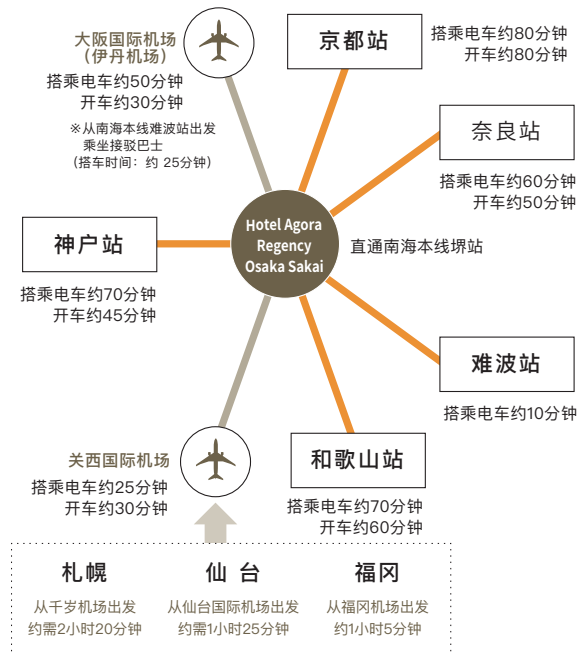 大阪国际机场
（伊丹机场）
搭乘电车约50分钟
开车约30分钟
※从南海本线难波站出发
乘坐接驳巴士
(搭车时间：约 25分钟)
京都站
搭乘电车约80分钟
开车约80分钟
奈良站
搭乘电车约60分钟
开车约50分钟
神户站
搭乘电车约70分钟
开车约45分钟
Hotel Agora
Regency
Osaka Sakai
直通南海本线堺站
难波站
搭乘电车约10分钟
关西国际机场
搭乘电车约25分钟
开车约30分钟
和歌山站
搭乘电车约70分钟
开车约60分钟
札幌
从千岁机场出发
约需2小时20分钟
仙 台
从仙台国际机场出发
约需1小时25分钟
福冈
从福冈机场出发
约1小时5分钟